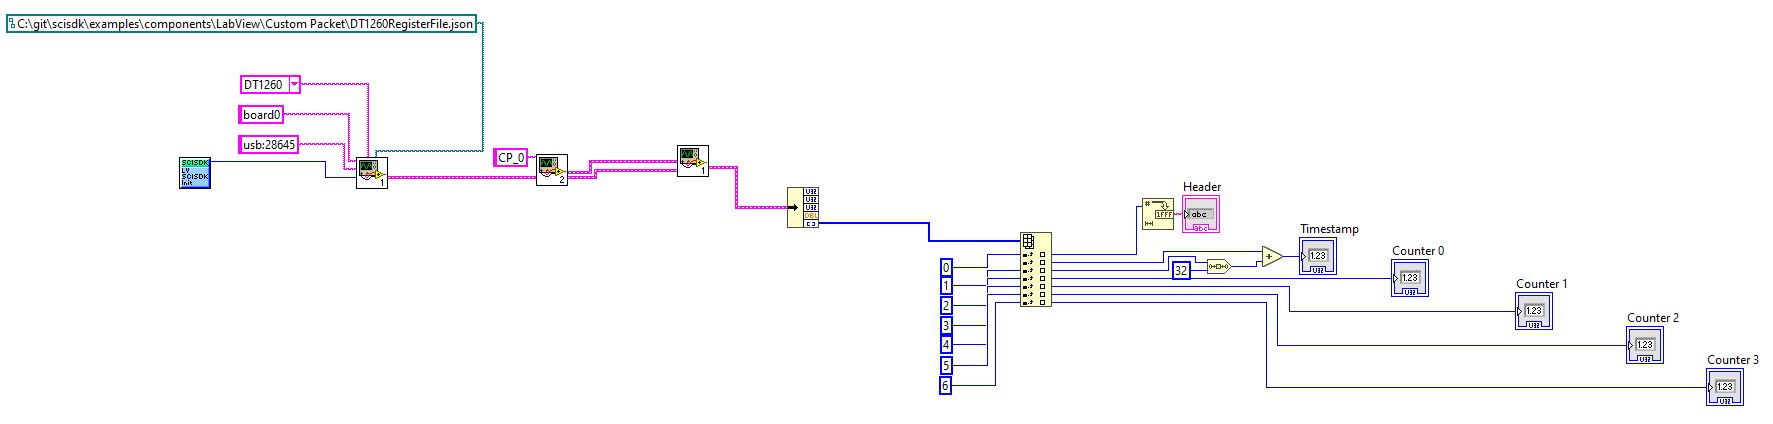 C:\git\scisdk\examples\components\LabView\Custom Packet\DT1260RegisterFile.json
DT1260
board0
usb:28645
SCISDK
LV
SCISDK
Init
1
CP_0
2
1
U32
U32
U32
DBL
Header
#
1FFF
abc
abc
Timestamp
1.23
U32
32
+
Counter 0
1.23
U32
Counter 1
1.23
U32
Counter 2
1.23
U32
Counter 3
1.23
U32
0
1
2
3
4
5
6